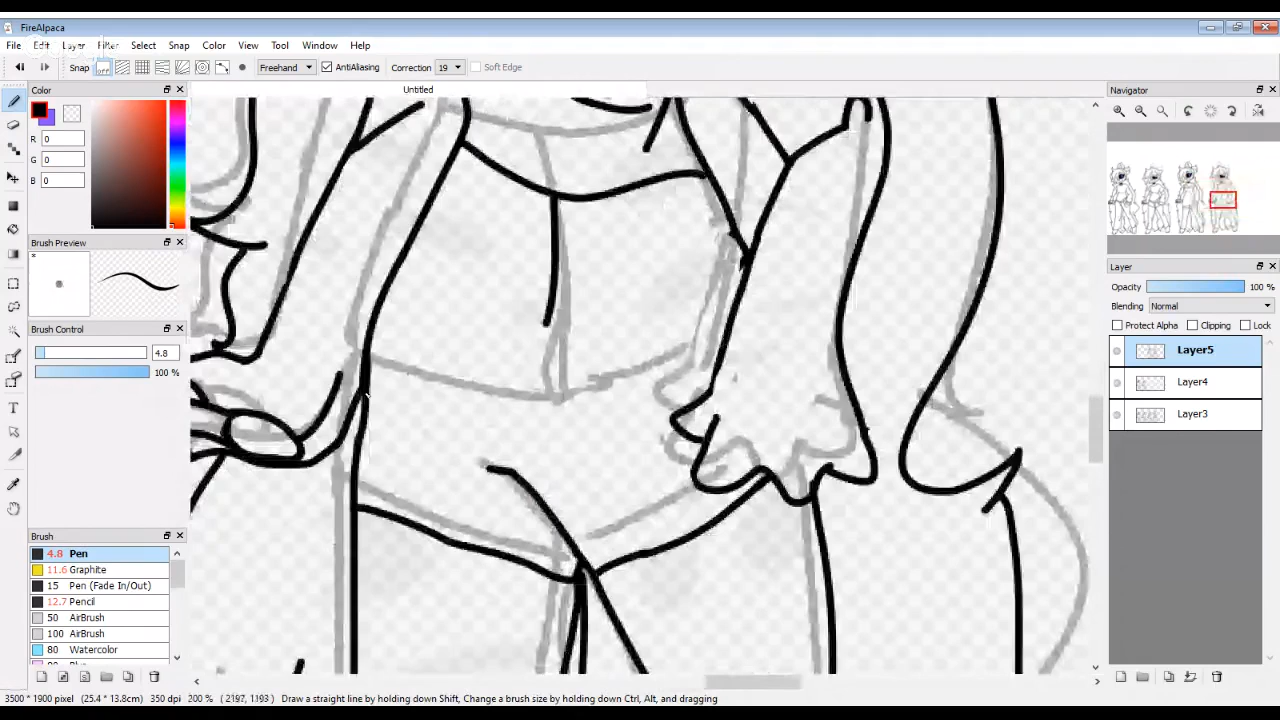 FireAlpaca
File Edit Layer Filter Select Snap Color View Tool Window Help
Snap off Freehand AntiAliasing Correction 19 Soft Edge
Color
Untitled
Navigator
R 0
G 0
B 0
Brush Preview
Layer
Opacity 100 %
Blending Normal
Protect Alpha Clipping Lock
Brush Control
4.8
100 %
Layer5
Layer4
Layer3
Brush
4.8 Pen
11.6 Graphite
15 Pen (Fade In/Out)
12.7 Pencil
50 AirBrush
100 AirBrush
80 Watercolor
3500 * 1900 pixel (25.4 * 13.8cm) 350 dpi 200 % ( 2197, 1193 ) Draw a straight line by holding down Shift, Change a brush size by holding down Ctrl, Alt, and dragging